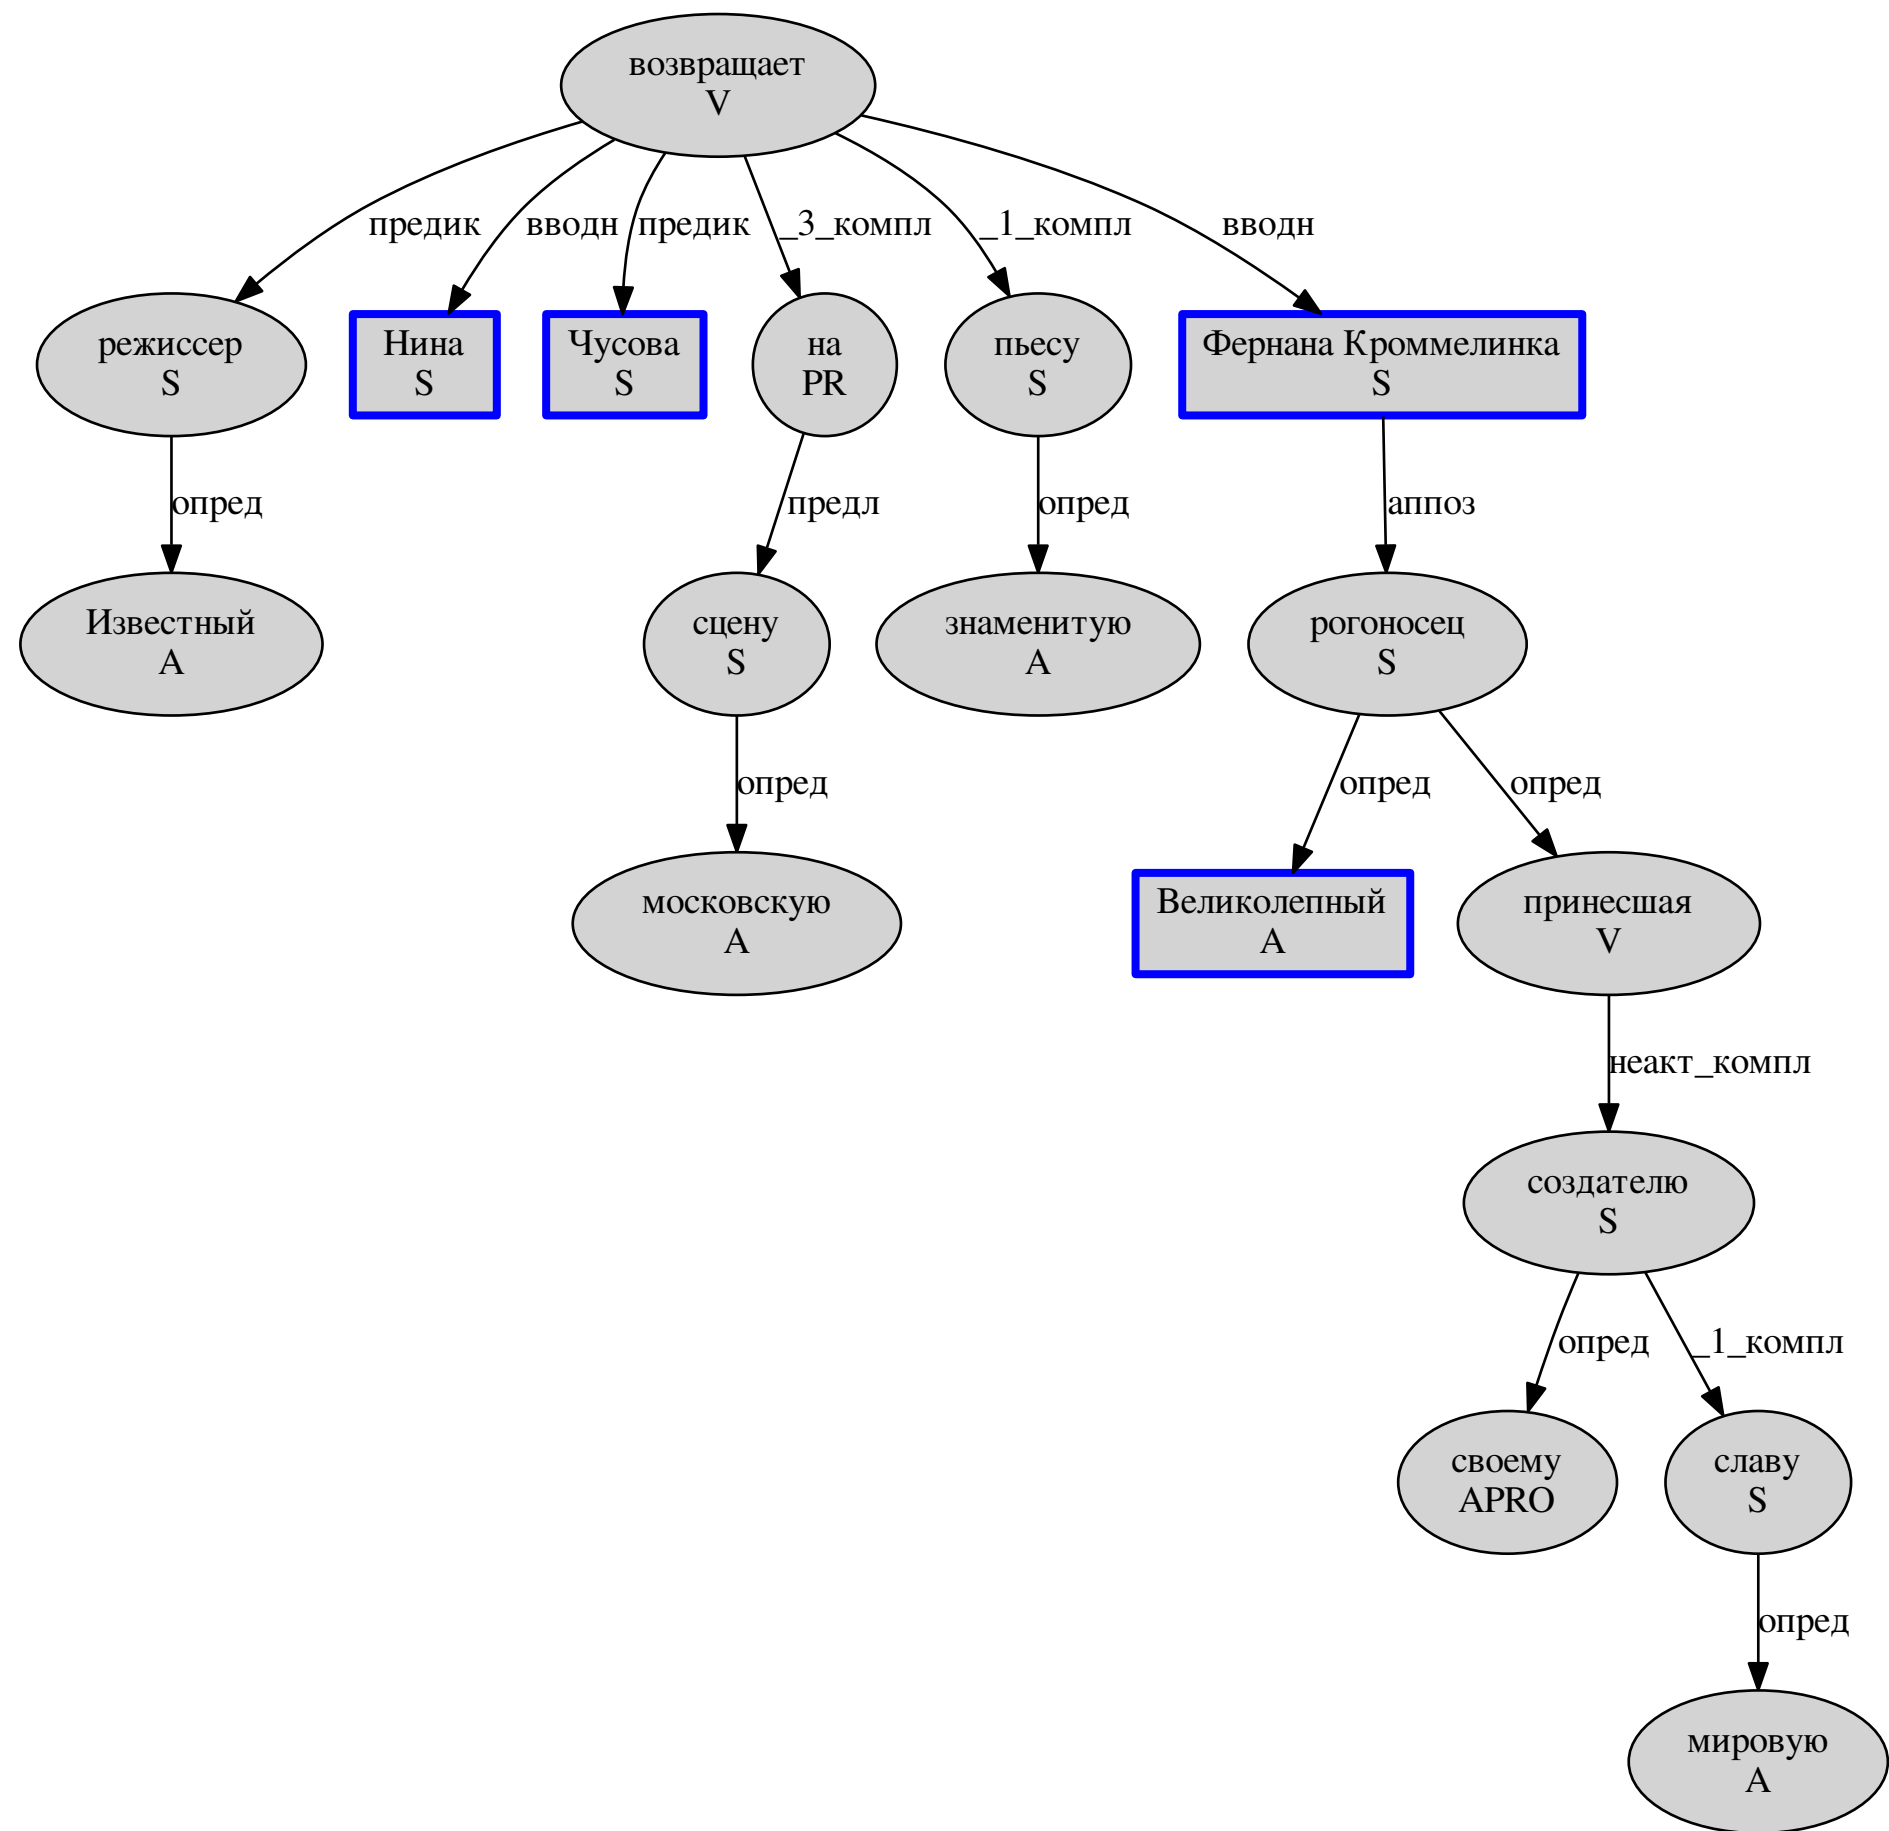 возвращает
V
предик
вводн
предик
_3_компл
_1_компл
вводн
режиссер
S
Нина
S
Чусова
S
на
PR
пьесу
S
Фернана Кроммелинка
S
опред
предл
опред
аппоз
Известный
A
сцену
S
знаменитую
A
рогоносец
S
опред
опред
опред
московскую
A
Великолепный
A
принесшая
V
неакт_компл
создателю
S
опред
_1_компл
своему
APRO
славу
S
опред
мировую
A